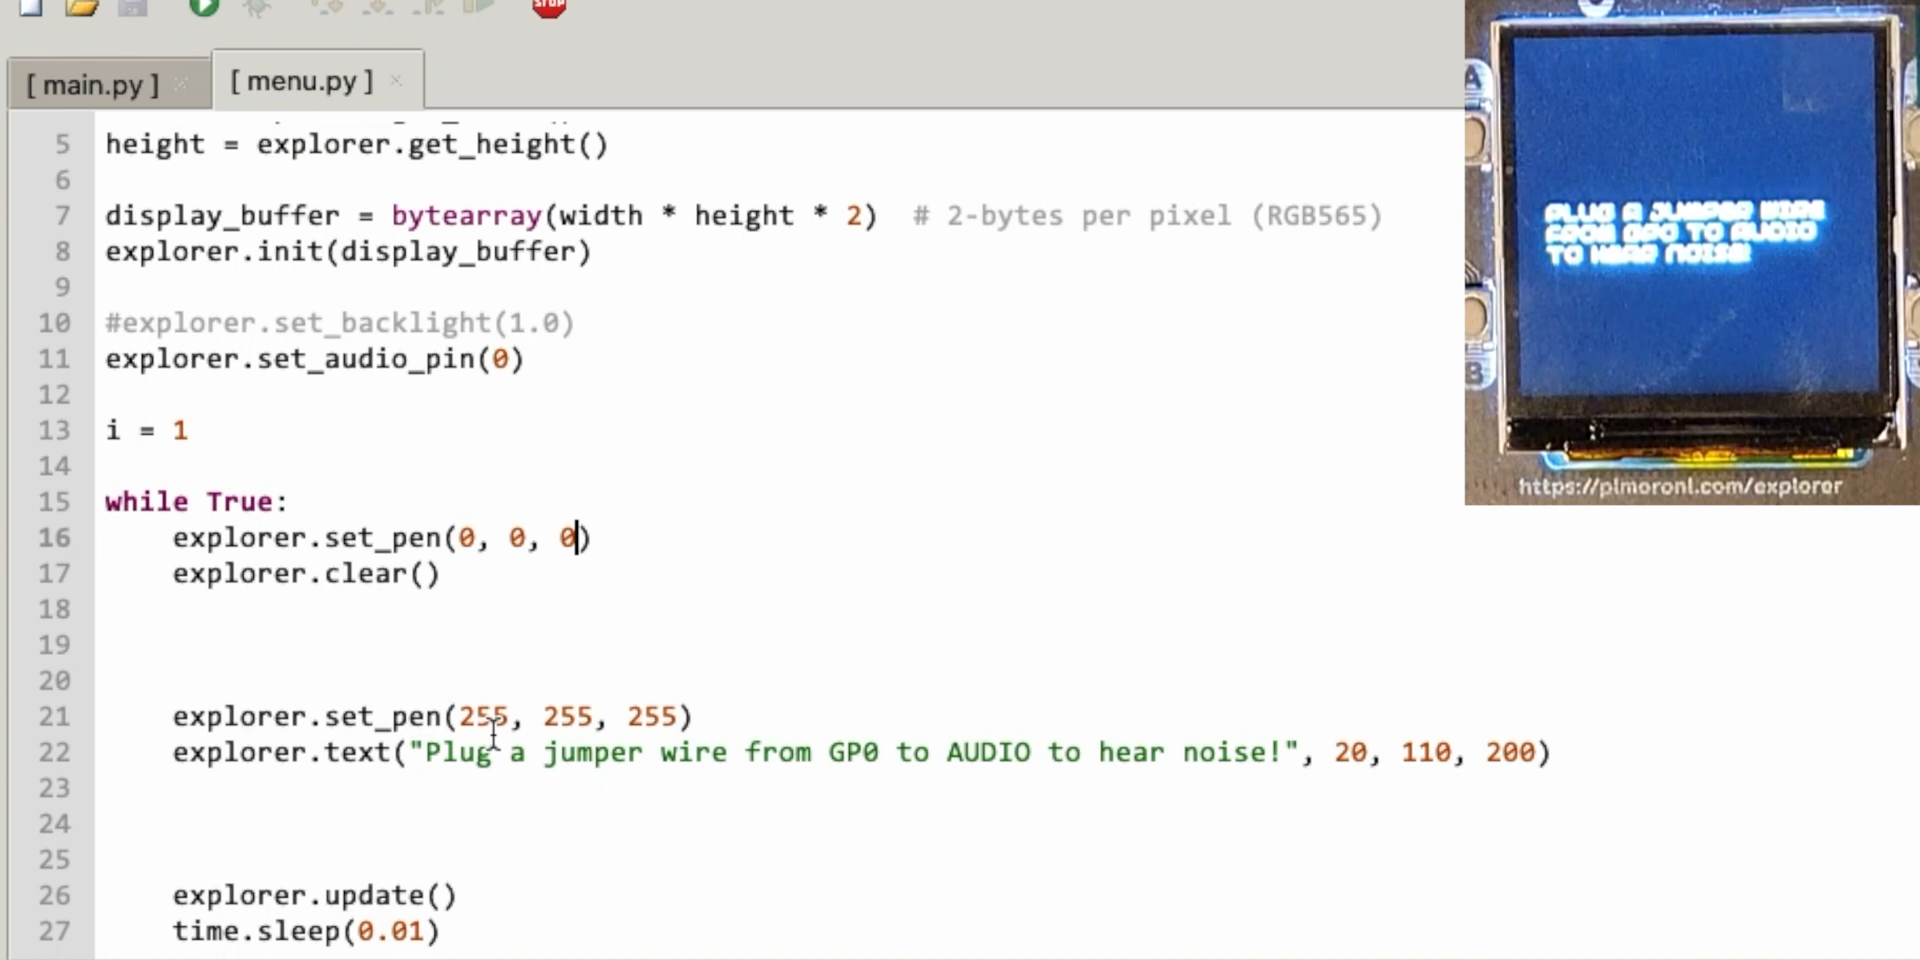 STOP
[ main.py ] [ menu.py ]
5 height = explorer.get_height()
6
7 display_buffer = bytearray(width * height * 2) # 2-bytes per pixel (RGB565)
8 explorer.init(display_buffer)
9
10 #explorer.set_backlight(1.0)
11 explorer.set_audio_pin(0)
12
13 i = 1
14
15 while True:
16 explorer.set_pen(0, 0, 0)
17 explorer.clear()
18
19
20
21 explorer.set_pen(255, 255, 255)
22 explorer.text("Plug a jumper wire from GP0 to AUDIO to hear noise!", 20, 110, 200)
23
24
25
26 explorer.update()
27 time.sleep(0.01)
A
PLUG A JUMPER WIRE
FROM GP0 TO AUDIO
TO HEAR NOISE!
B
https://pimoroni.com/explorer